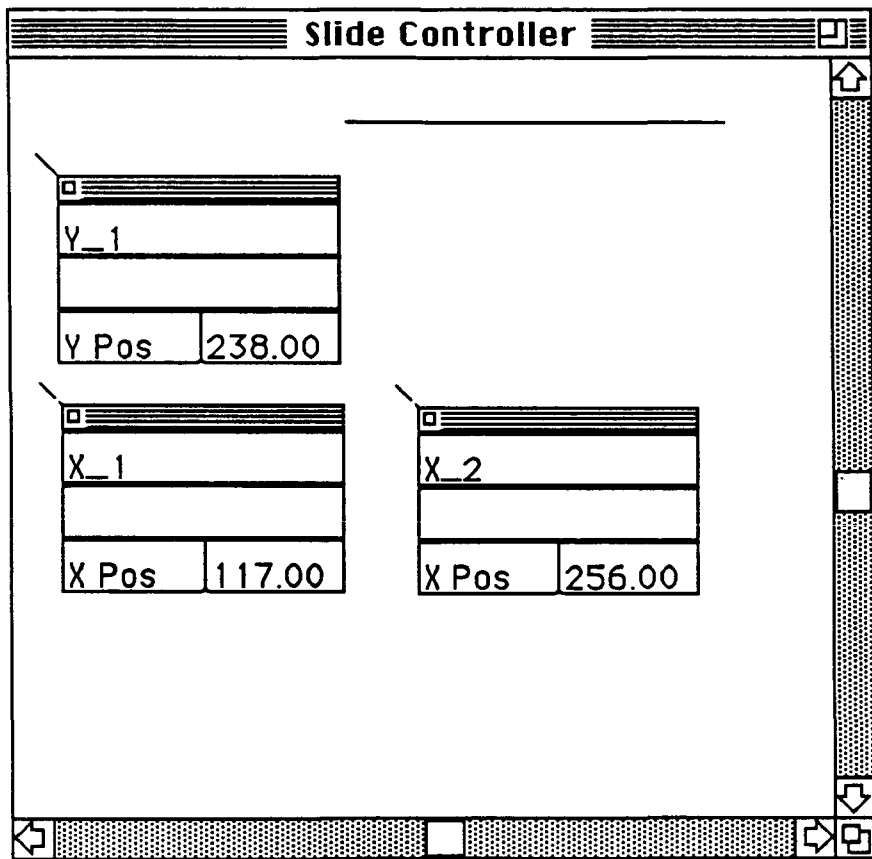 Slide Controller
Y_1
Y Pos 238.00
X_1
X Pos 117.00
X_2
X Pos 256.00